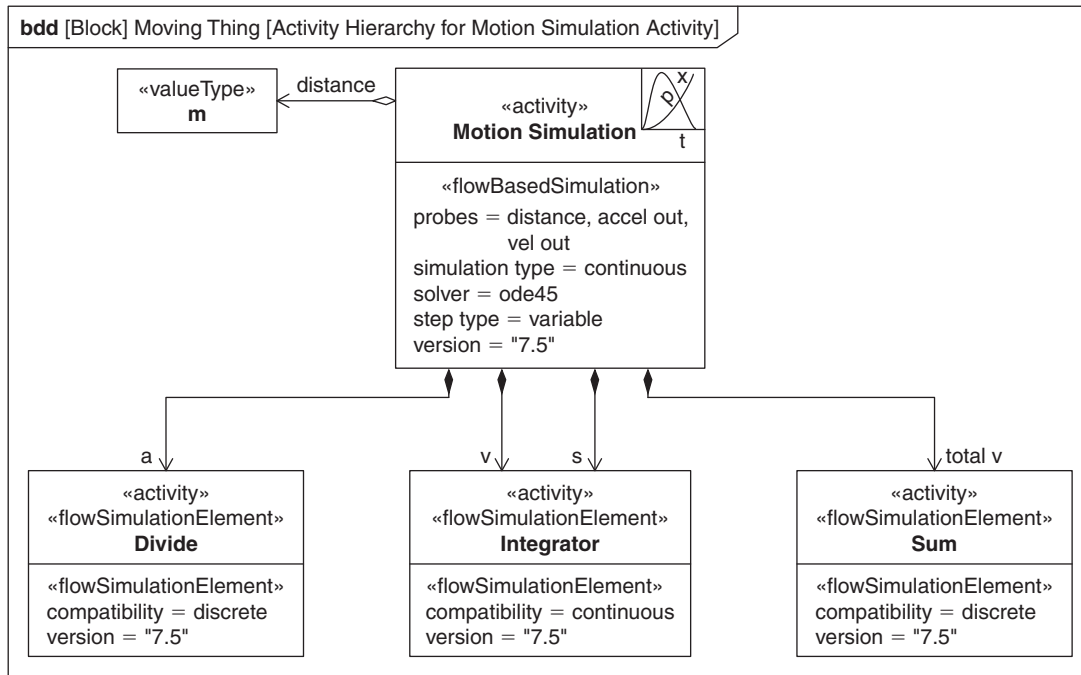 bdd [Block] Moving Thing [Activity Hierarchy for Motion Simulation Activity]
«valueType»
m
distance
«activity»
Motion Simulation
x
p
t
«flowBasedSimulation»
probes = distance, accel out,
vel out
simulation type = continuous
solver = ode45
step type = variable
version = "7.5"
a
v
s
total v
«activity»
«flowSimulationElement»
Divide
«flowSimulationElement»
compatibility = discrete
version = "7.5"
«activity»
«flowSimulationElement»
Integrator
«flowSimulationElement»
compatibility = continuous
version = "7.5"
«activity»
«flowSimulationElement»
Sum
«flowSimulationElement»
compatibility = discrete
version = "7.5"